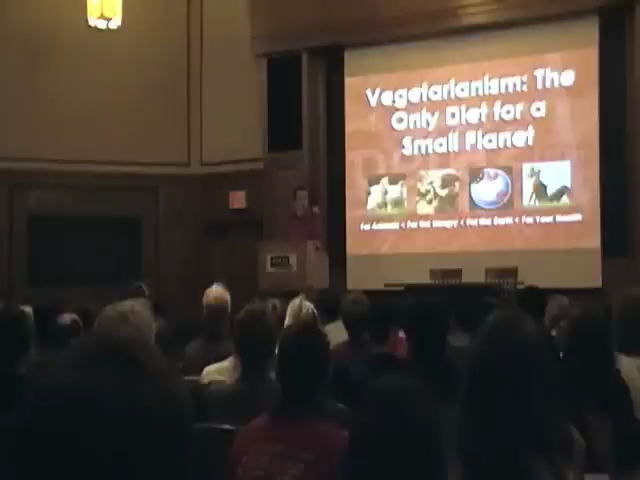 Vegetarianism: The
Only Diet for a
Small Planet
For Animals • For the Hungry • For the Earth • For Your Health